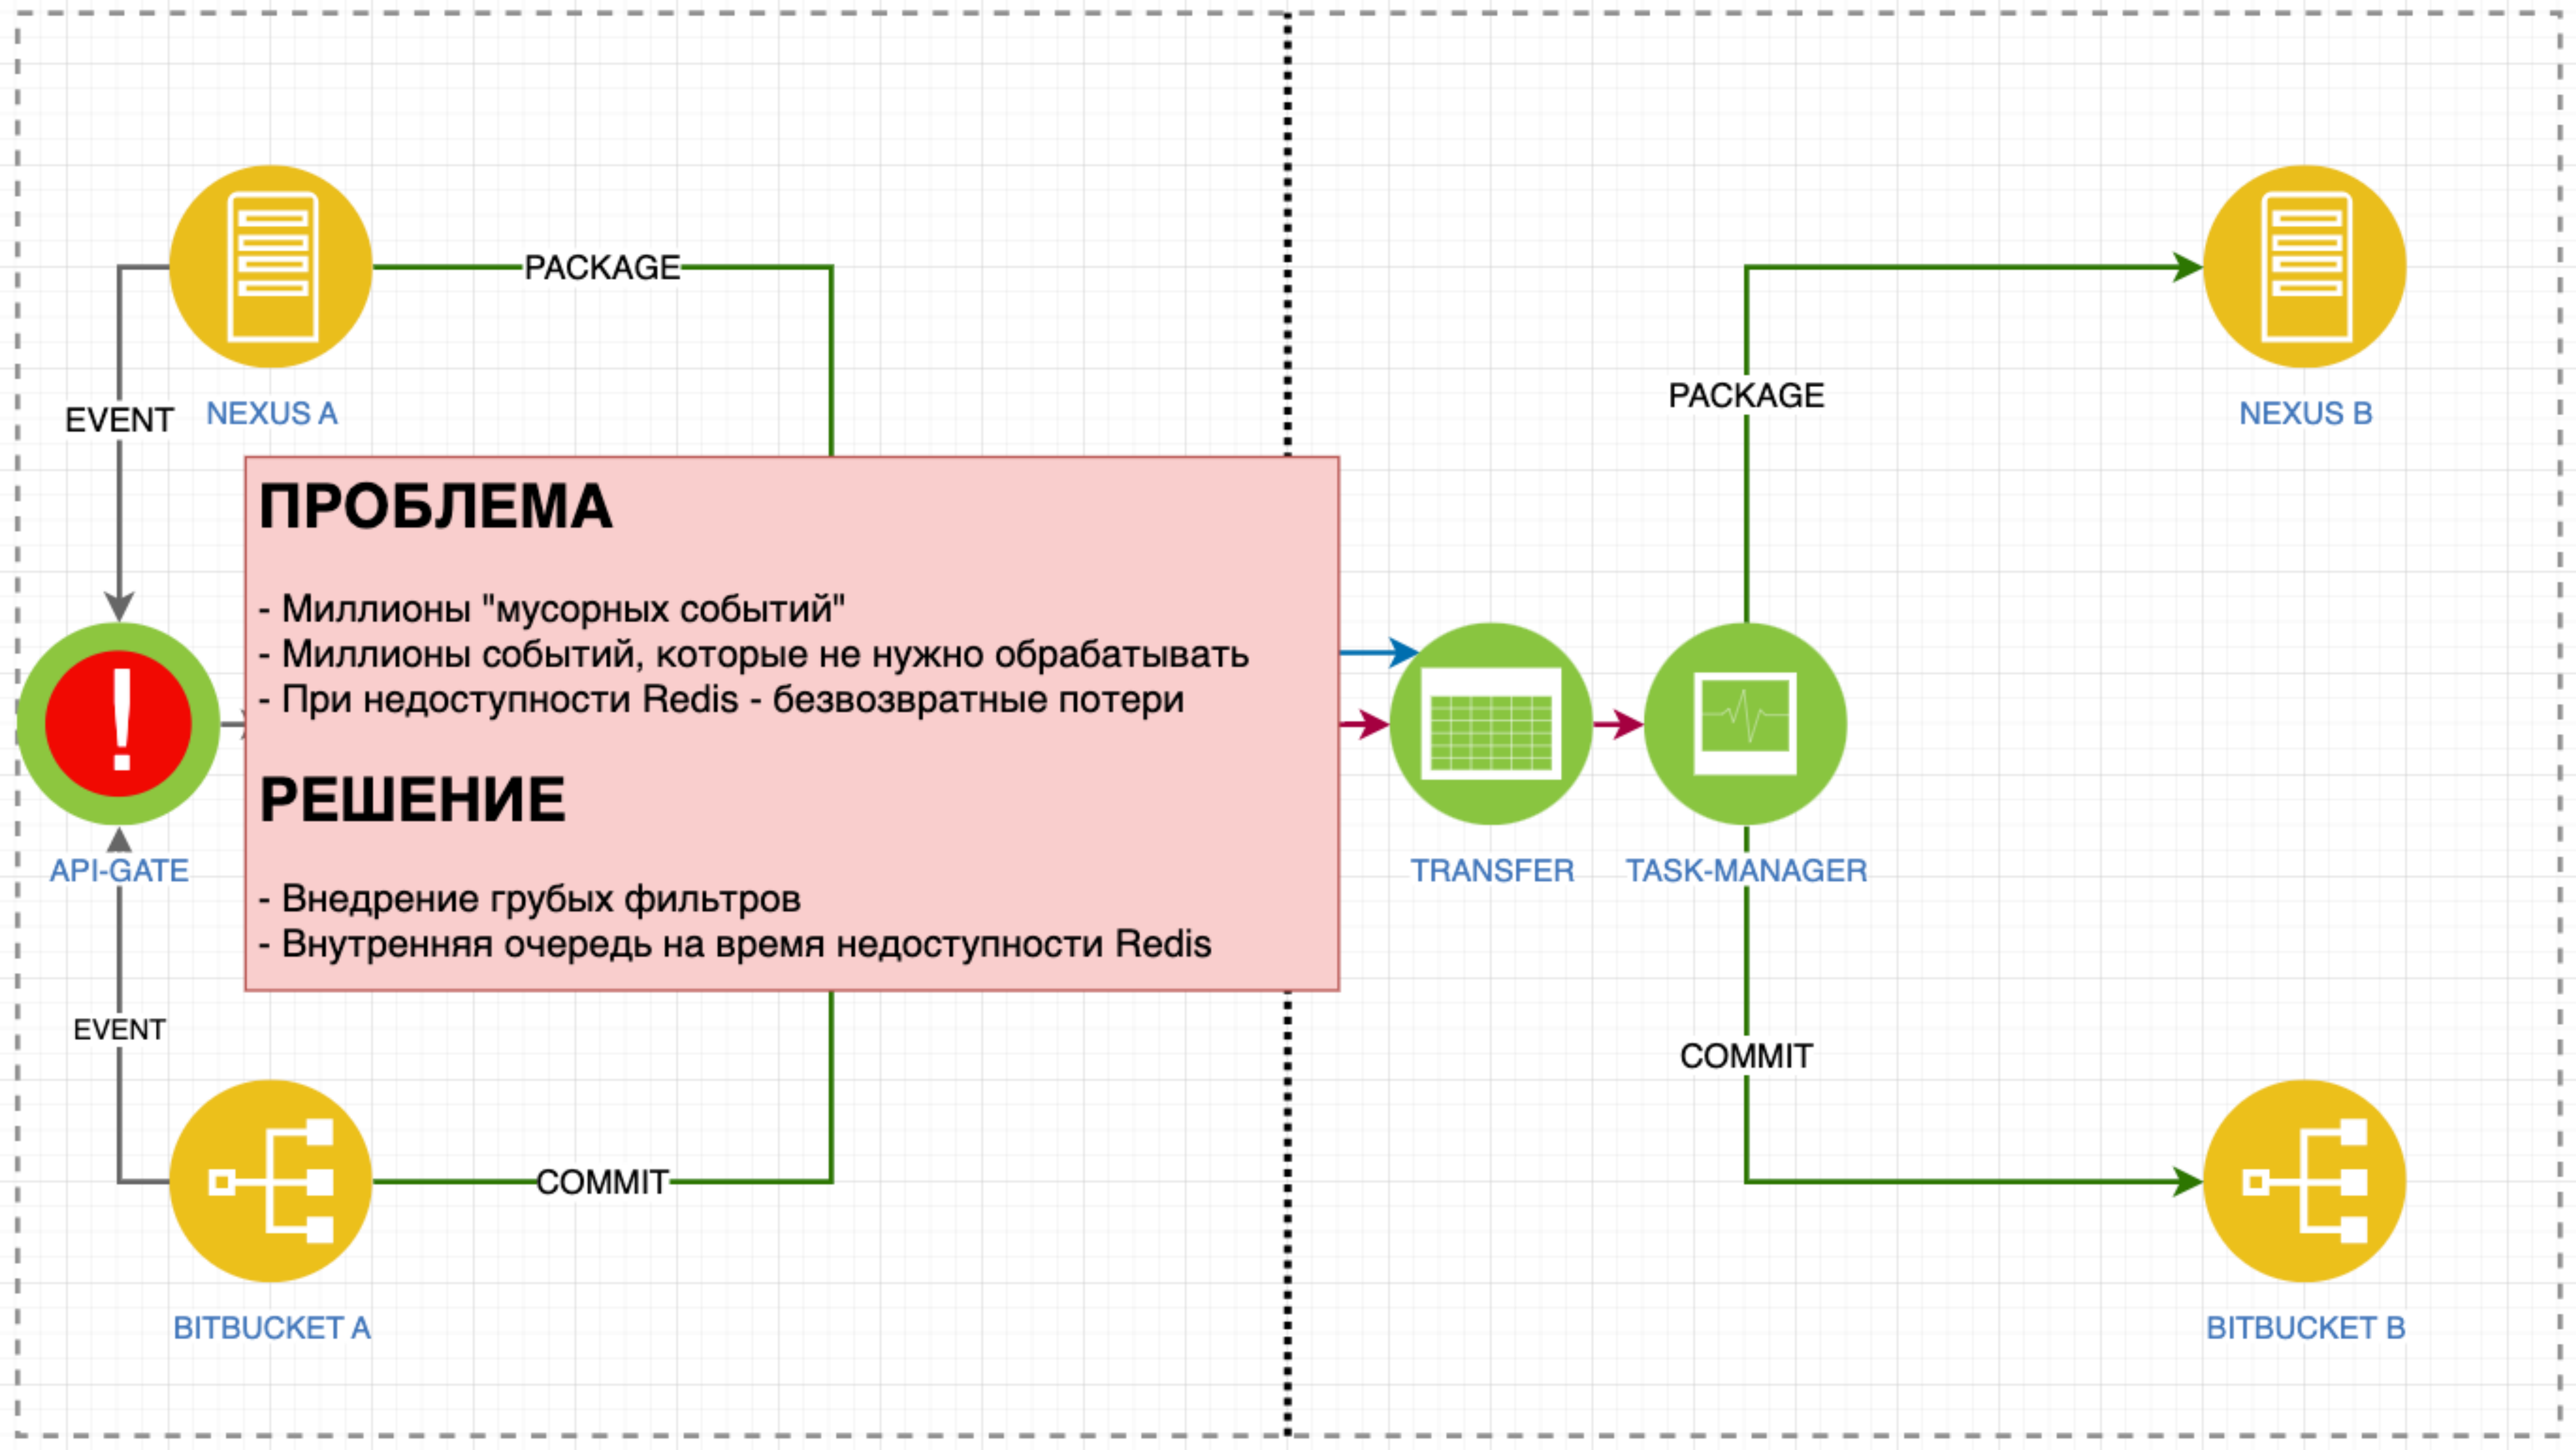 PACKAGE
EVENT
NEXUS A
PACKAGE
NEXUS B
ПРОБЛЕМА
- Миллионы "мусорных событий"
- Миллионы событий, которые не нужно обрабатывать
- При недоступности Redis - безвозвратные потери
РЕШЕНИЕ
- Внедрение грубых фильтров
- Внутренняя очередь на время недоступности Redis
!
API-GATE
TRANSFER
TASK-MANAGER
EVENT
COMMIT
COMMIT
BITBUCKET A
BITBUCKET B